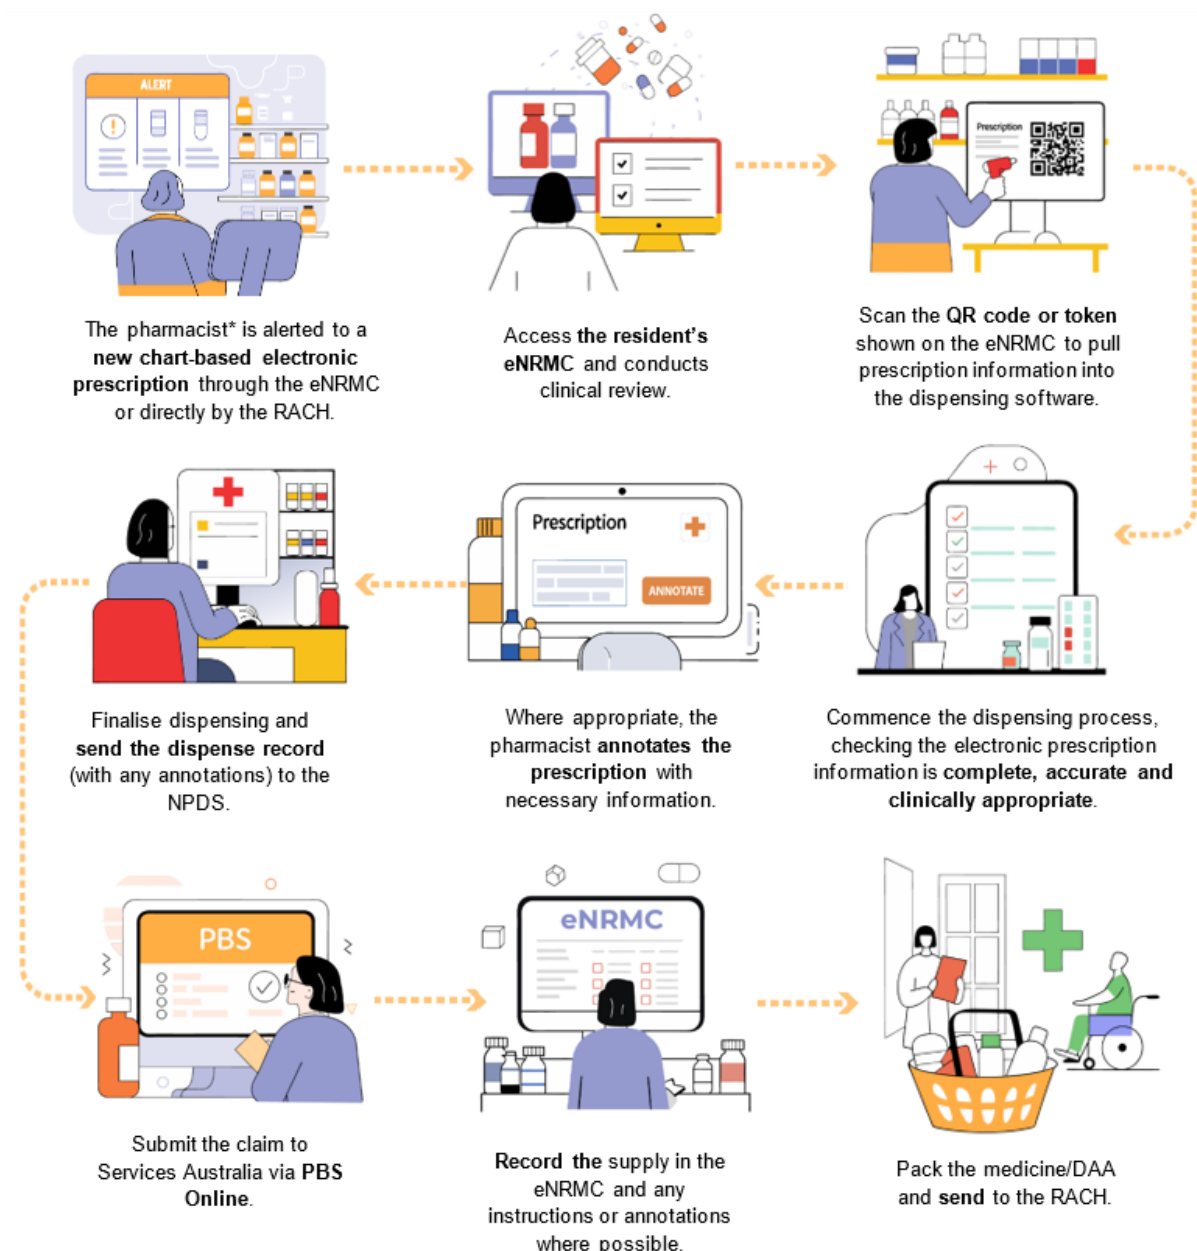 ALERT
The pharmacist* is alerted to a
new chart-based electronic
prescription through the eNRMC
or directly by the RACH.
Access the resident's
eNRMC and conducts
clinical review.
Prescription
Scan the QR code or token
shown on the eNRMC to pull
prescription information into
the dispensing software.
Commence the dispensing process,
checking the electronic prescription
information is complete, accurate and
clinically appropriate.
Prescription
ANNOTATE
Where appropriate, the
pharmacist annotates the
prescription with
necessary information.
Finalise dispensing and
send the dispense record
(with any annotations) to the
NPDS.
PBS
Submit the claim to
Services Australia via PBS
Online.
eNRMC
Record the supply in the
eNRMC and any
instructions or annotations
where possible.
Pack the medicine/DAA
and send to the RACH.